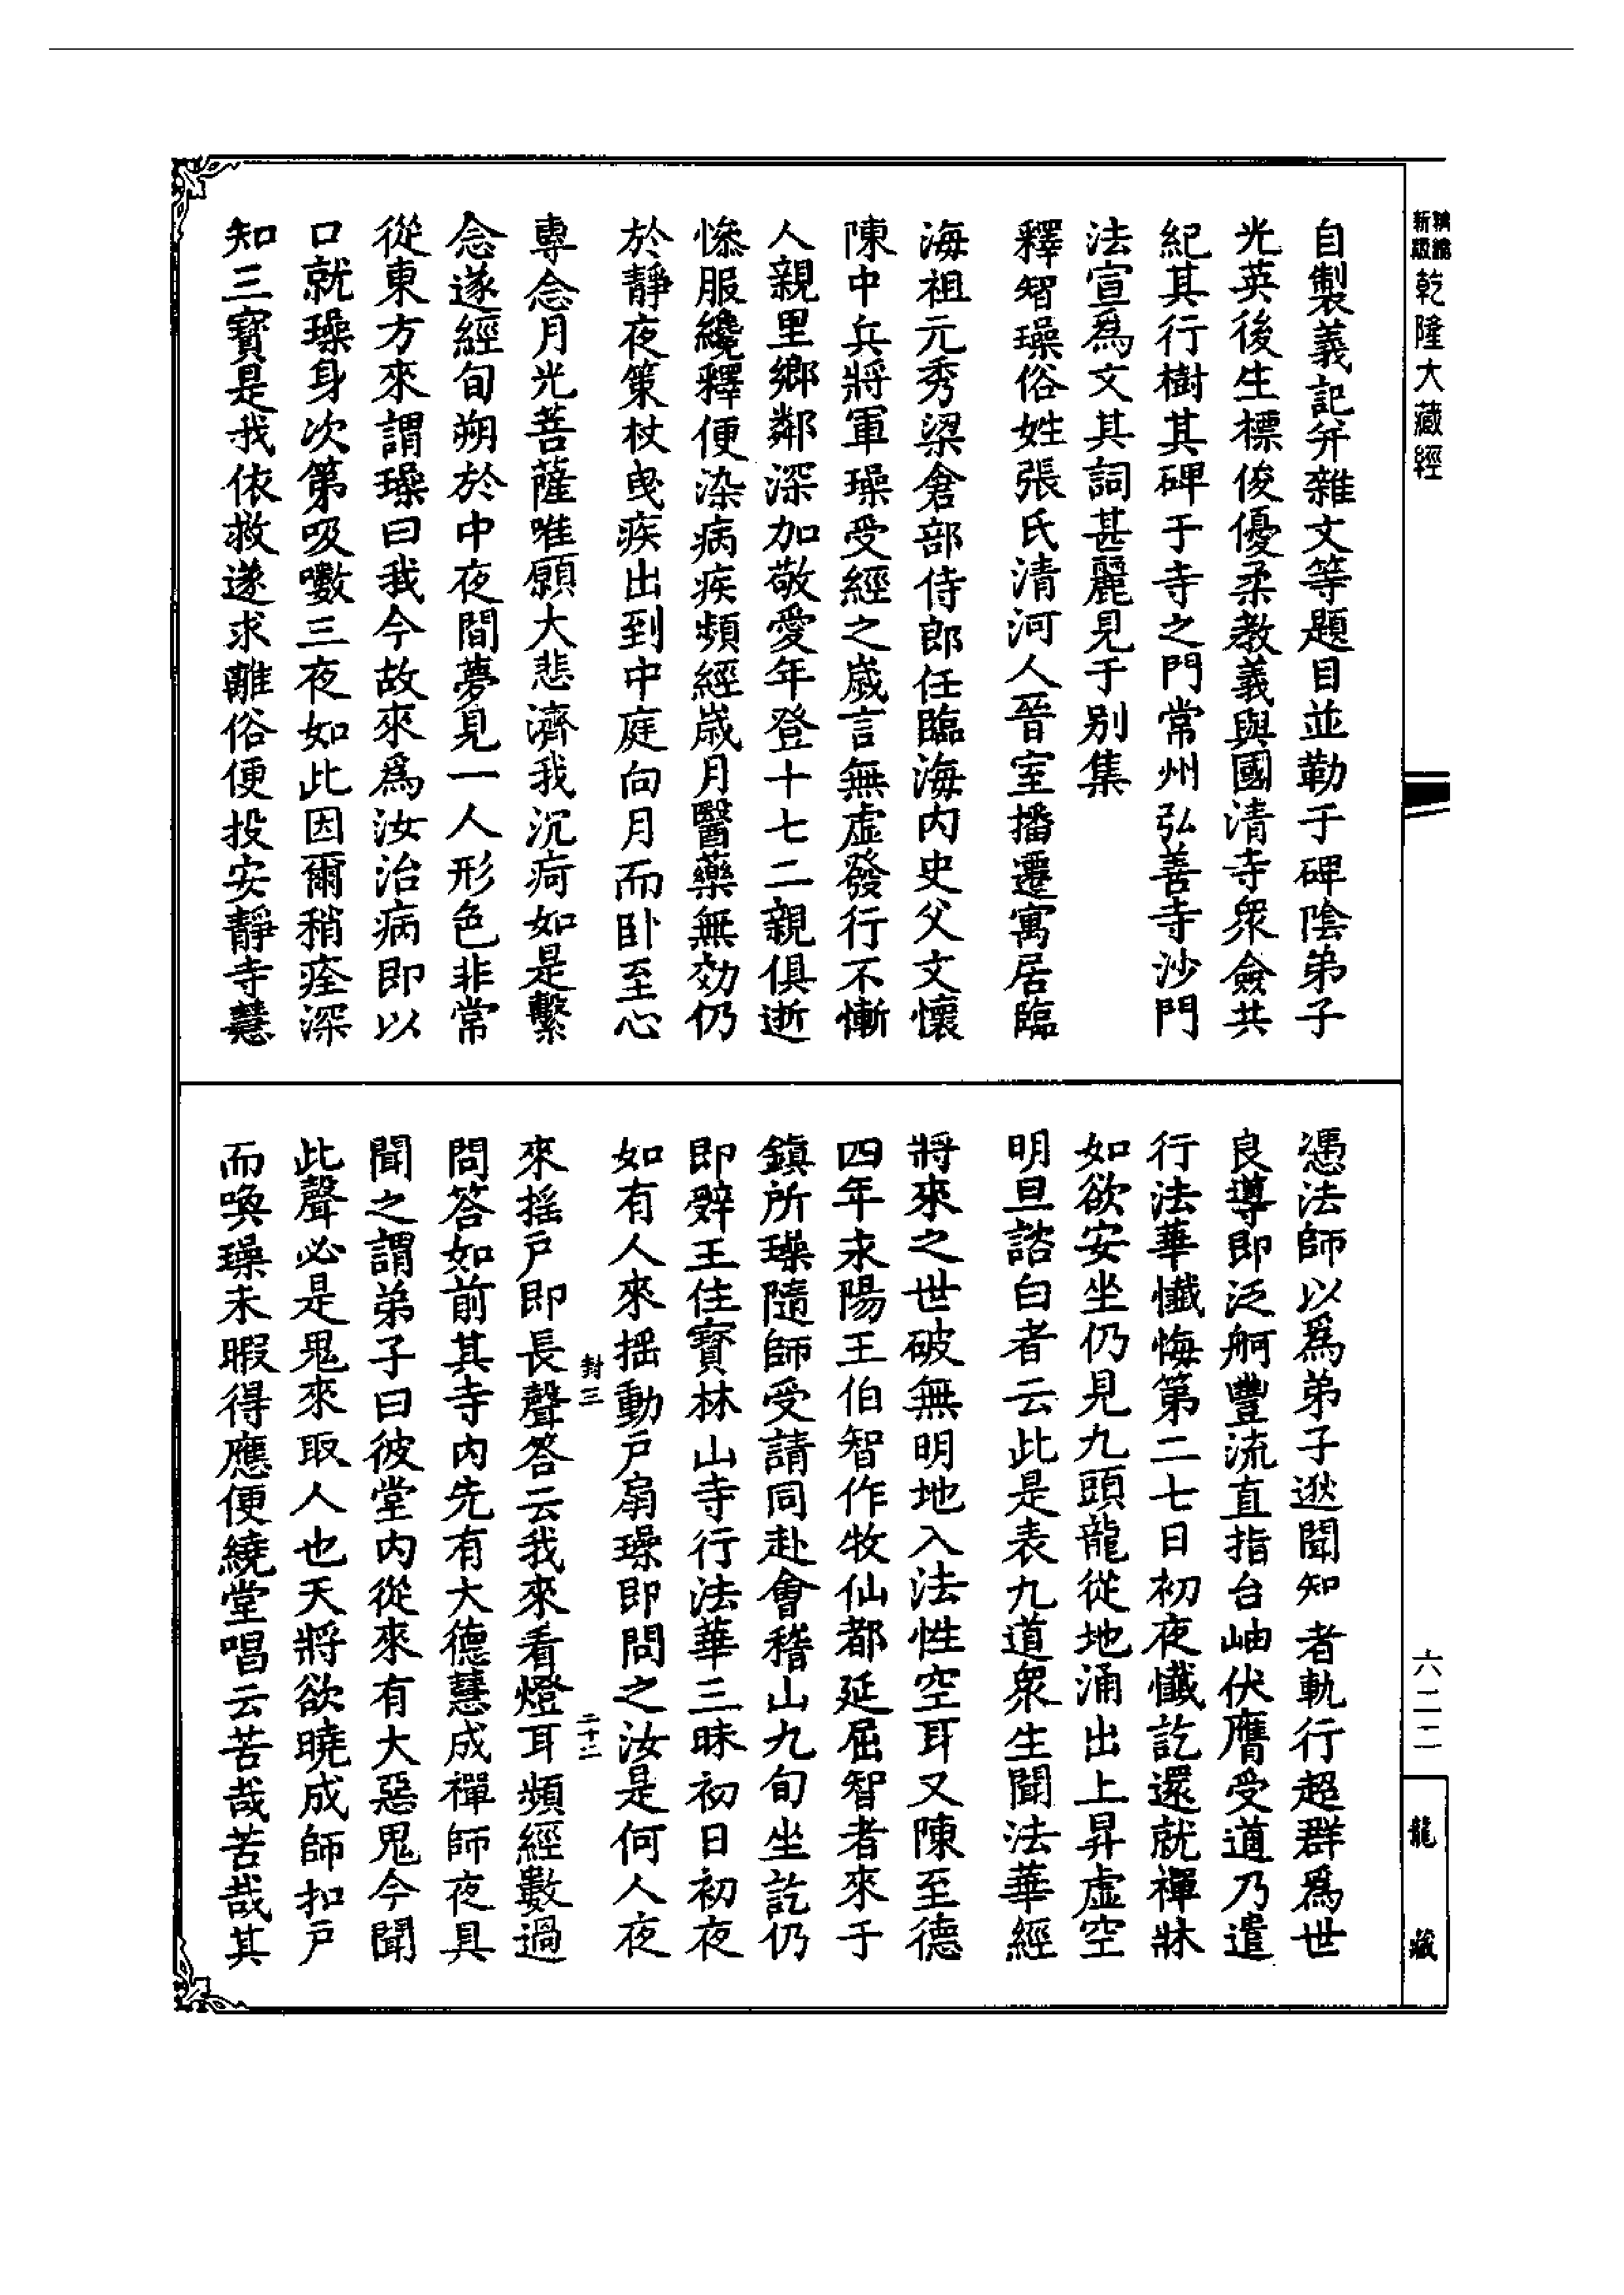 精編新版
乾隆大藏經
自製義記并雜文等題目並勒于碑陰弟子
光英後生標俊優柔教義與國清寺衆僉共
紀其行樹其碑于寺之門常州弘善寺沙門
法宣爲文其詞甚麗見于別集
釋智璪俗姓張氏清河人晉室播遷寓居臨
海祖元秀梁倉部侍郎任臨海內史父文懷
陳中兵將軍璪受經之歲言無虛發行不慚
人親里鄉鄰深加敬愛年登十七二親俱逝
慘服纔釋便染病疾頻經歲月醫藥無効仍
於靜夜策杖曳疾出到中庭向月而卧至心
專念月光菩薩唯願大悲濟我沉疴如是繫
念遂經旬朔於中夜間夢見一人形色非常
從東方來謂璪曰我今故來爲汝治病即以
口就璪身次第吸嗽三夜如此因爾稍痊深
知三寶是我依救遂求離俗便投安靜寺慧
憑法師以爲弟子逖聞知者軌行超群爲世
良導即泛舸豐流直指台岫伏膺受道乃遣
行法華懺悔第二七日初夜懺訖還就禪牀
如欲安坐仍見九頭龍從地涌出上昇虛空
明旦諮白者云此是表九道衆生聞法華經
將來之世破無明地入法性空耳又陳至德
四年永陽王伯智作牧仙都延屈智者來于
鎮所璪隨師受請同赴會稽山九旬坐訖仍
即辭王住寶林山寺行法華三昧初日初夜
如有人來搖動戶扇璪即問之汝是何人夜
封三
二十二
來搖戶即長聲答云我來看燈耳頻經數過
問答如前其寺內先有大德慧成禪師夜具
聞之謂弟子曰彼堂內從來有大惡鬼今聞
此聲必是鬼來取人也天將欲曉成師扣戶
而喚璪未暇得應便繞堂唱云苦哉苦哉其
六二二
龍藏